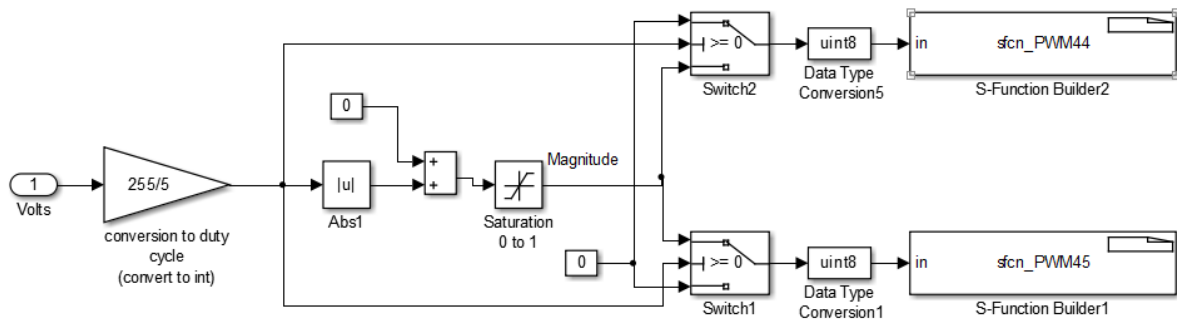 >= 0
Switch2
uint8
Data Type
Conversion5
in
sfcn_PWM44
S-Function Builder2
0
1
Volts
255/5
conversion to duty
cycle
(convert to int)
|u|
Abs1
+
+
Saturation
0 to 1
Magnitude
0
>= 0
Switch1
uint8
Data Type
Conversion1
in
sfcn_PWM45
S-Function Builder1